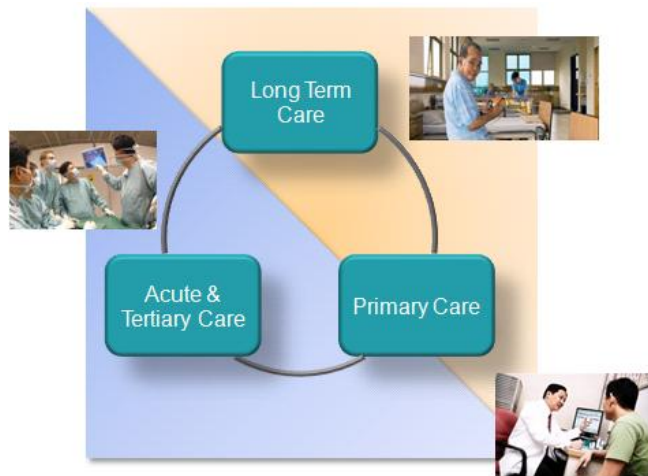 Long Term
Care
Acute &
Tertiary Care
Primary Care